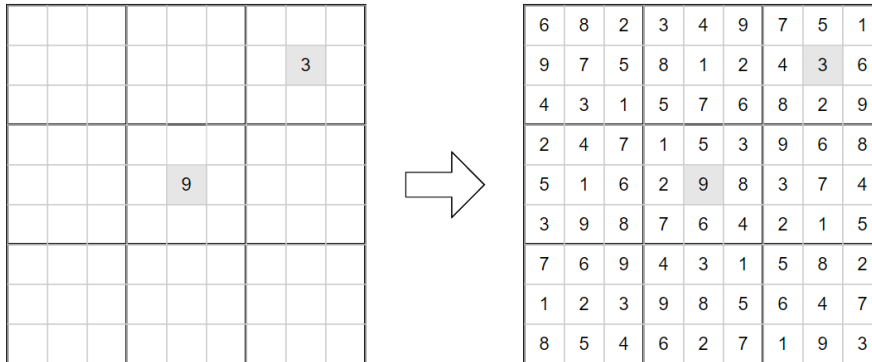 3
9
6 8 2 3 4 9 7 5 1
9 7 5 8 1 2 4 3 6
4 3 1 5 7 6 8 2 9
2 4 7 1 5 3 9 6 8
5 1 6 2 9 8 3 7 4
3 9 8 7 6 4 2 1 5
7 6 9 4 3 1 5 8 2
1 2 3 9 8 5 6 4 7
8 5 4 6 2 7 1 9 3